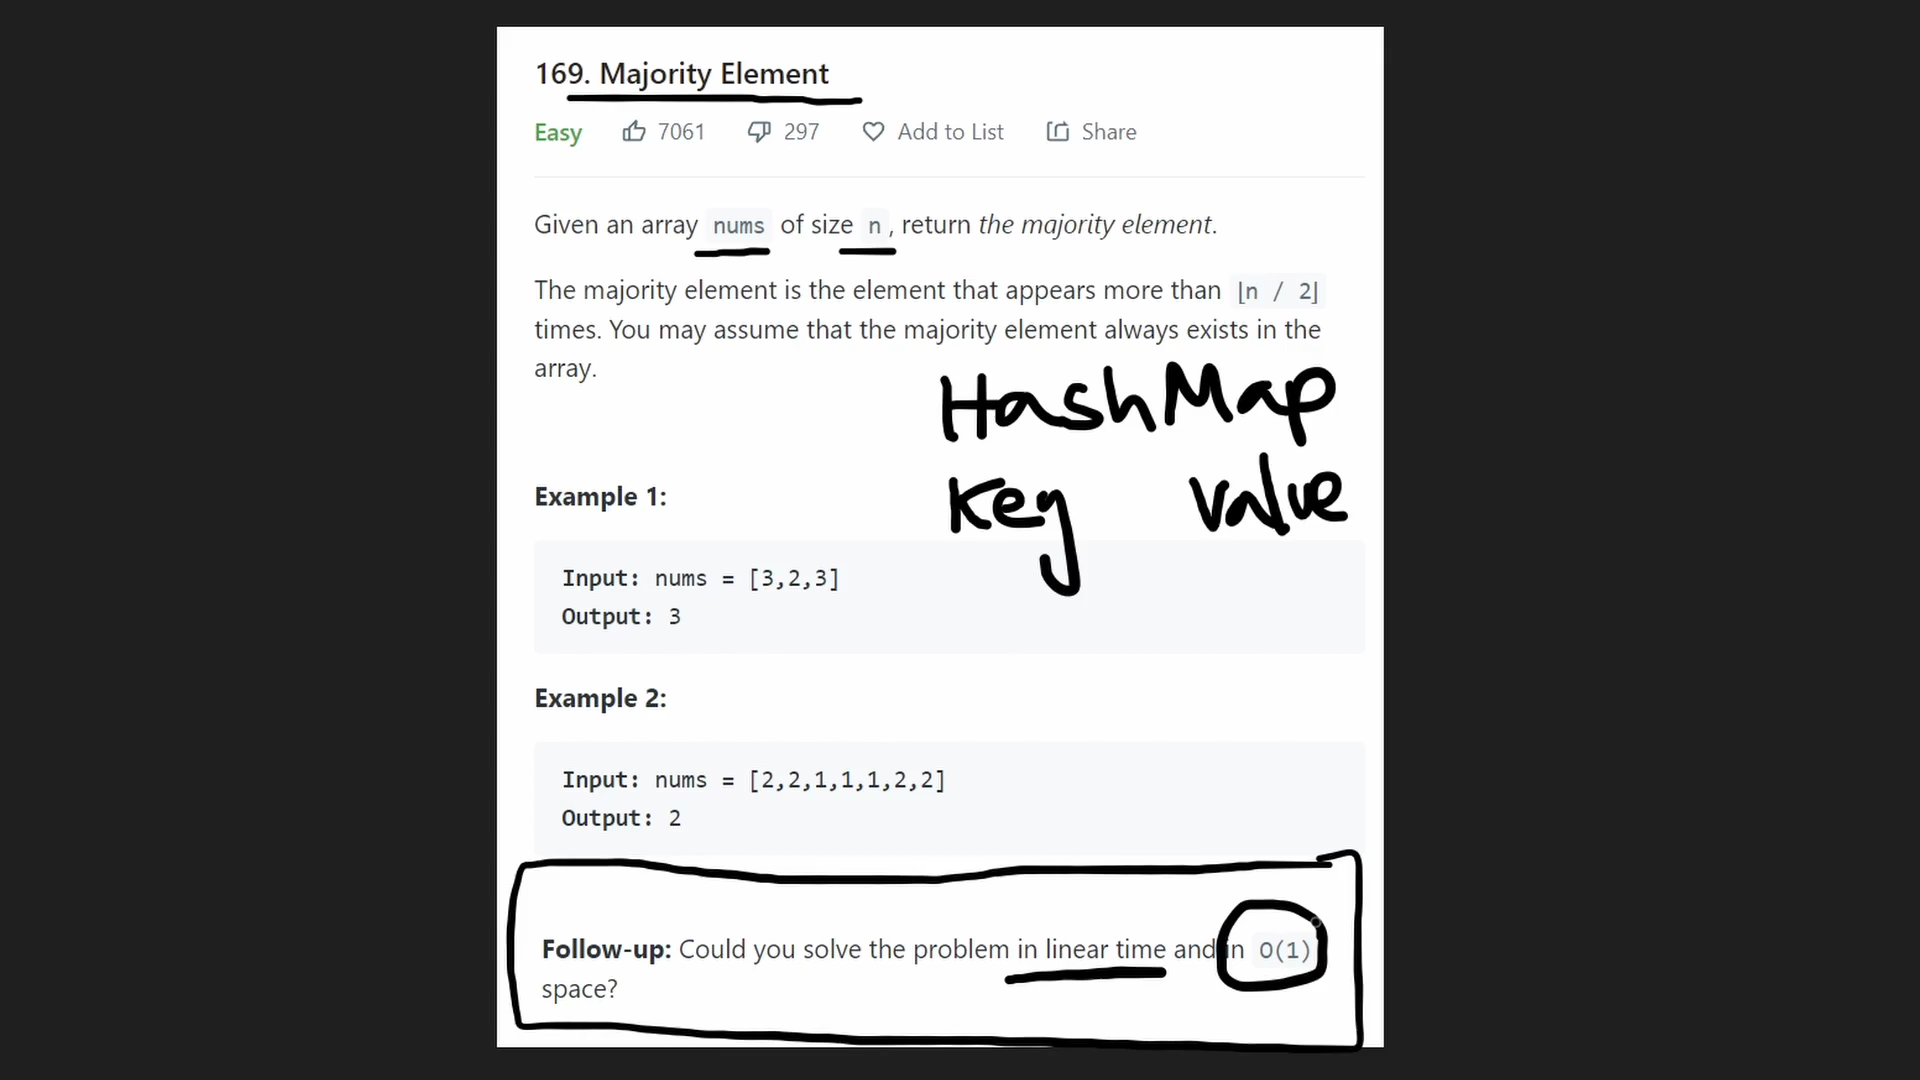 169. Majority Element
Easy 7061 297 Add to List Share
Given an array nums of size n, return the majority element.
The majority element is the element that appears more than ⌊n / 2⌋
times. You may assume that the majority element always exists in the
array.
HashMap
Key Value
Example 1:
Input: nums = [3,2,3]
Output: 3
Example 2:
Input: nums = [2,2,1,1,1,2,2]
Output: 2
Follow-up: Could you solve the problem in linear time and in O(1)
space?